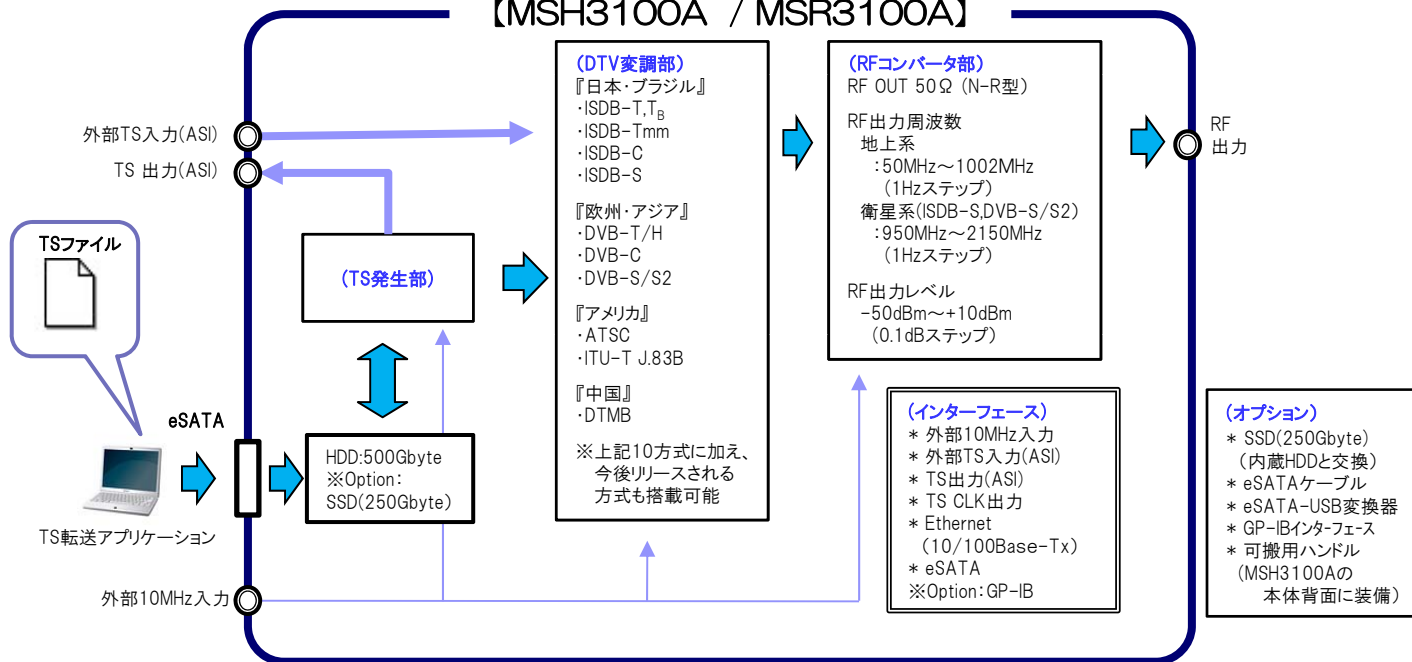 【MSH3100A / MSR3100A】
外部TS入力(ASI)
TS 出力(ASI)
TSファイル
eSATA
TS転送アプリケーション
外部10MHz入力
(TS発生部)
HDD:500Gbyte
※Option:
SSD(250Gbyte)
(DTV変調部)
『日本・ブラジル』
・ISDB-T,TB
・ISDB-Tmm
・ISDB-C
・ISDB-S
『欧州・アジア』
・DVB-T/H
・DVB-C
・DVB-S/S2
『アメリカ』
・ATSC
・ITU-T J.83B
『中国』
・DTMB
※上記10方式に加え、
今後リリースされる
方式も搭載可能
(RFコンバータ部)
RF OUT 50Ω (N-R型)
RF出力周波数
地上系
:50MHz～1002MHz
(1Hzステップ)
衛星系(ISDB-S,DVB-S/S2)
:950MHz～2150MHz
(1Hzステップ)
RF出力レベル
-50dBm～+10dBm
(0.1dBステップ)
RF
出力
(インターフェース)
* 外部10MHz入力
* 外部TS入力(ASI)
* TS出力(ASI)
* TS CLK出力
* Ethernet
(10/100Base-Tx)
* eSATA
※Option:GP-IB
(オプション)
* SSD(250Gbyte)
(内蔵HDDと交換)
* eSATAケーブル
* eSATA-USB変換器
* GP-IBインターフェース
* 可搬用ハンドル
(MSH3100Aの
本体背面に装備)